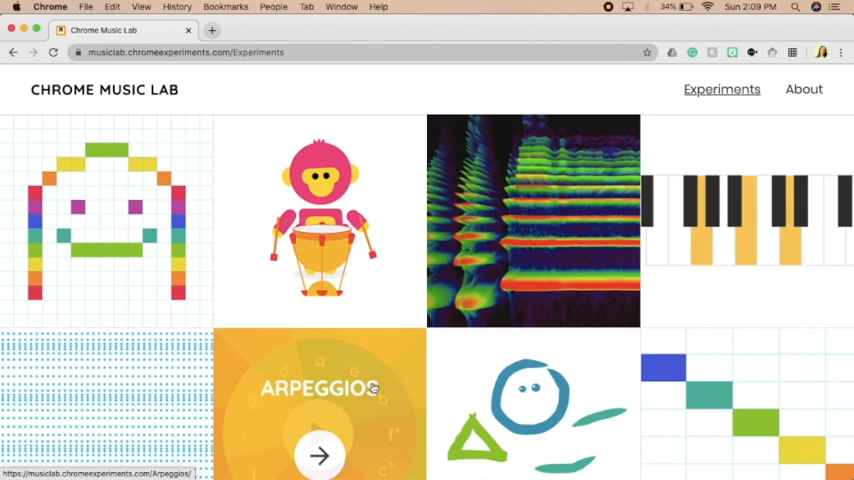 Chrome File Edit View History Bookmarks People Tab Window Help 34% Sun 2:09 PM
Chrome Music Lab
musiclab.chromeexperiments.com/Experiments
CHROME MUSIC LAB Experiments About
ARPEGGIOS
a
e
b
f#
https://musiclab.chromeexperiments.com/Arpeggios/